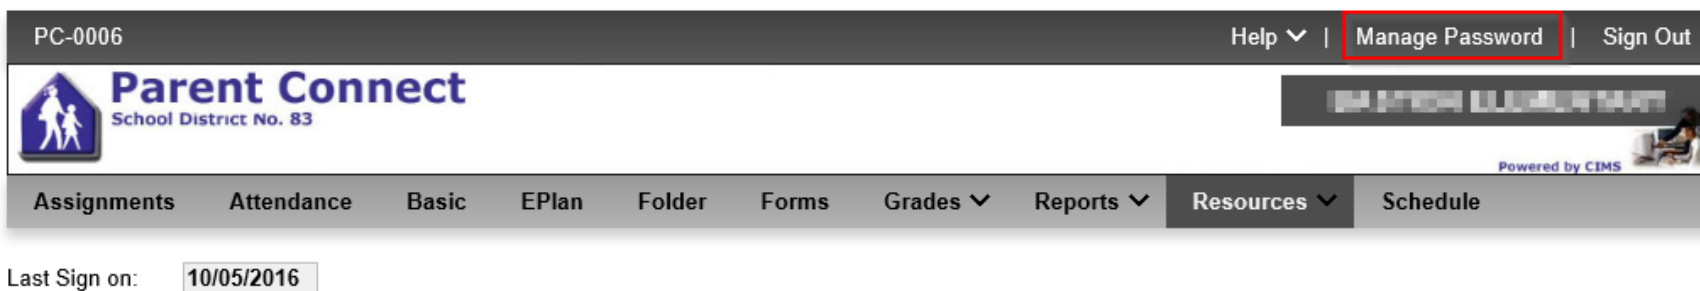 PC-0006 Help | Manage Password | Sign Out
Parent Connect
School District No. 83
Powered by CIMS
Assignments Attendance Basic EPlan Folder Forms Grades Reports Resources Schedule
Last Sign on: 10/05/2016